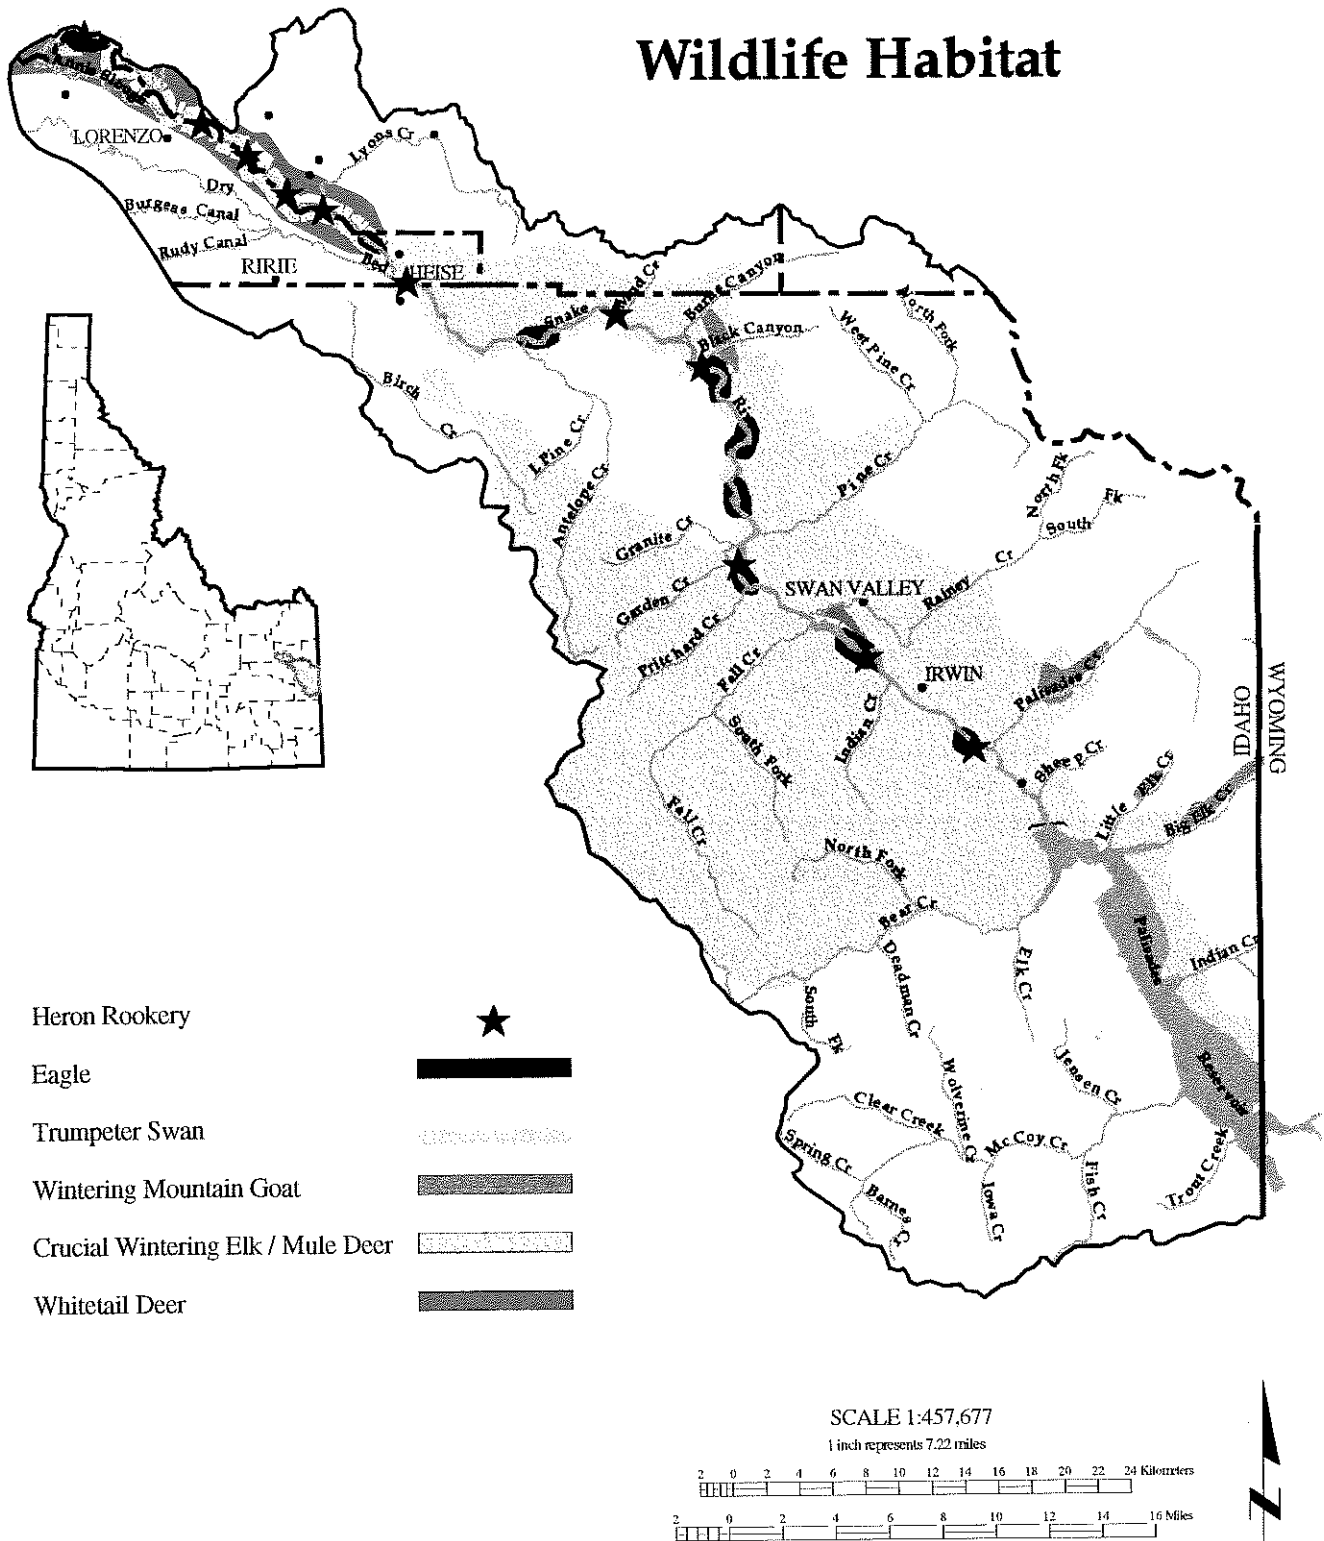 Wildlife Habitat
Annis Slough
LORENZO
Lyons Cr
Dry
Burgess Canal
Rudy Canal
Bed
RIRIE
HEISE
Snake
Wind Cr
Burns Canyon
Black Canyon
West Pine Cr
North Fork
Birch
Cr
L Pine Cr
Antelope Cr
Pine Cr
North Fk
South
Fk
Granite Cr
Garden Cr
Pritchard Cr
SWAN VALLEY
Rainey
Cr
Fall Cr
IRWIN
Palisades Cr
South Fork
Indian Cr
Fall Cr
Sheep Cr
Little
Elk Cr
Big Elk Cr
IDAHO
WYOMING
North Fork
Bear Cr
Deadman Cr
Elk Cr
Palisades
Indian Cr
South
Fk
Reservoir
Jensen Cr
Wolverine Cr
Clear Creek
Mc Coy Cr
Spring Cr
Barnes
Cr
Iowa Cr
Fish Cr
Trout Creek
Heron Rookery
Eagle
Trumpeter Swan
Wintering Mountain Goat
Crucial Wintering Elk / Mule Deer
Whitetail Deer
SCALE 1:457,677
1 inch represents 7.22 miles
2 0 2 4 6 8 10 12 14 16 18 20 22 24 Kilometers
2 0 2 4 6 8 10 12 14 16 Miles